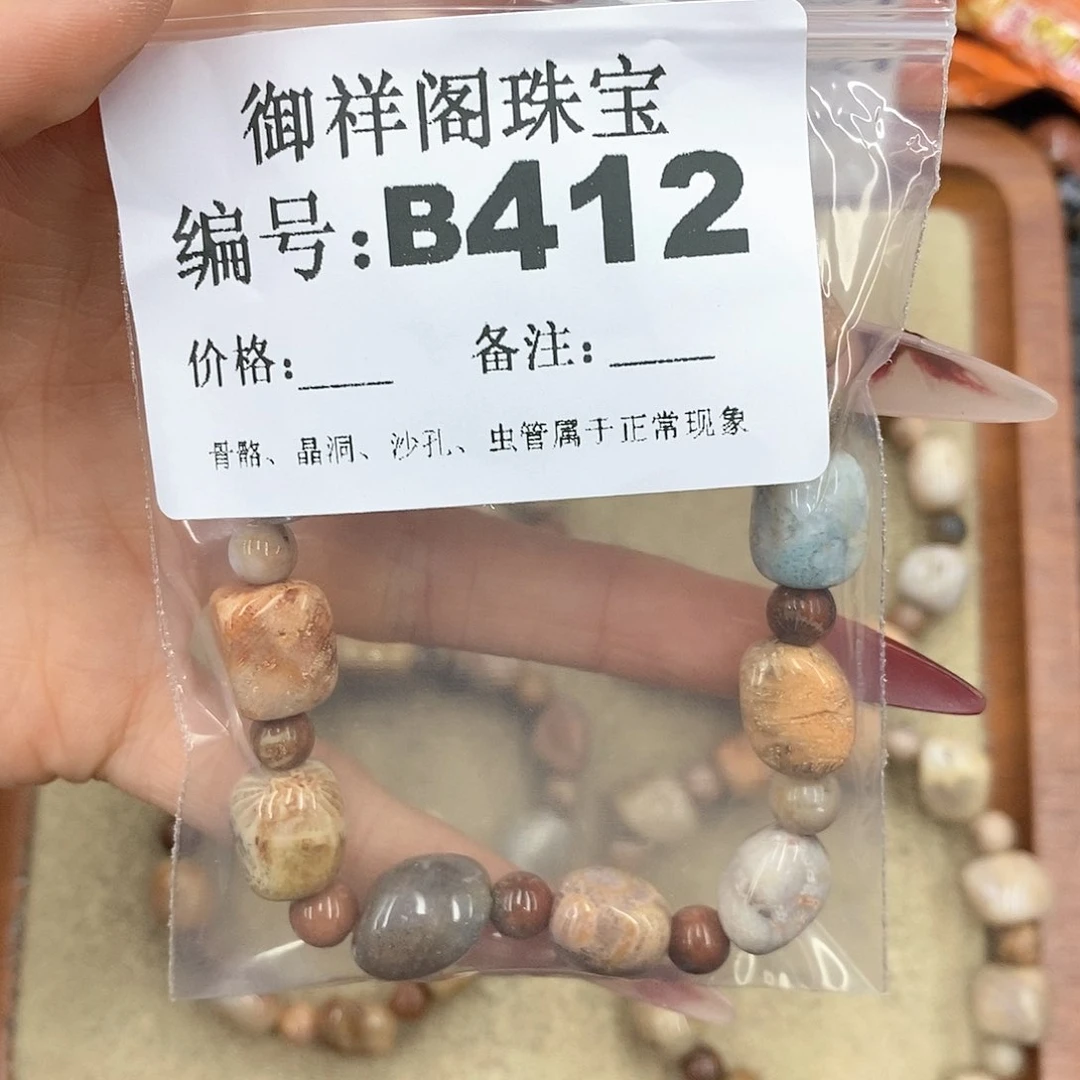 御祥阁珠宝
编号:B412
价格:____ 备注:____
骨骼、晶洞、沙孔、虫管属于正常现象